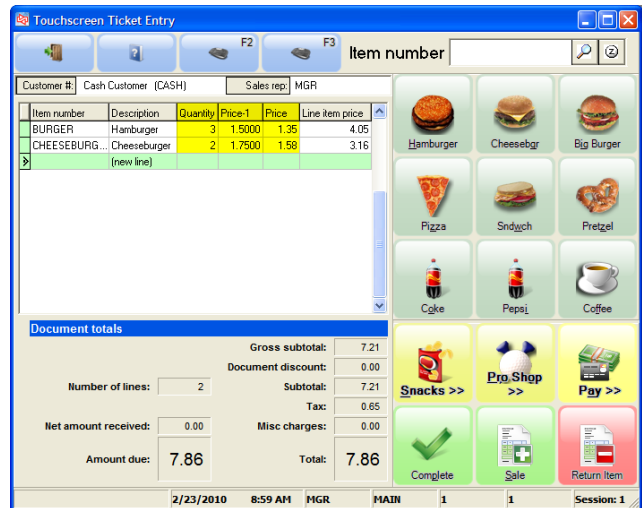 Touchscreen Ticket Entry
F2 F3 Item number
Customer #: Cash Customer (CASH) Sales rep: MGR
Item number Description Quantity Price-1 Price Line item price
BURGER Hamburger 3 1.5000 1.35 4.05
CHEESEBURG... Cheeseburger 2 1.7500 1.58 3.16
(new line)
Hamburger Cheesebgr Big Burger
Pizza Sndwch Pretzel
Coke Pepsi Coffee
Snacks >> Pro Shop >> Pay >>
Complete Sale Return Item
Document totals
Gross subtotal: 7.21
Document discount: 0.00
Number of lines: 2 Subtotal: 7.21
Tax: 0.65
Net amount received: 0.00 Misc charges: 0.00
Amount due: 7.86 Total: 7.86
2/23/2010 8:59 AM MGR MAIN 1 1 Session: 1